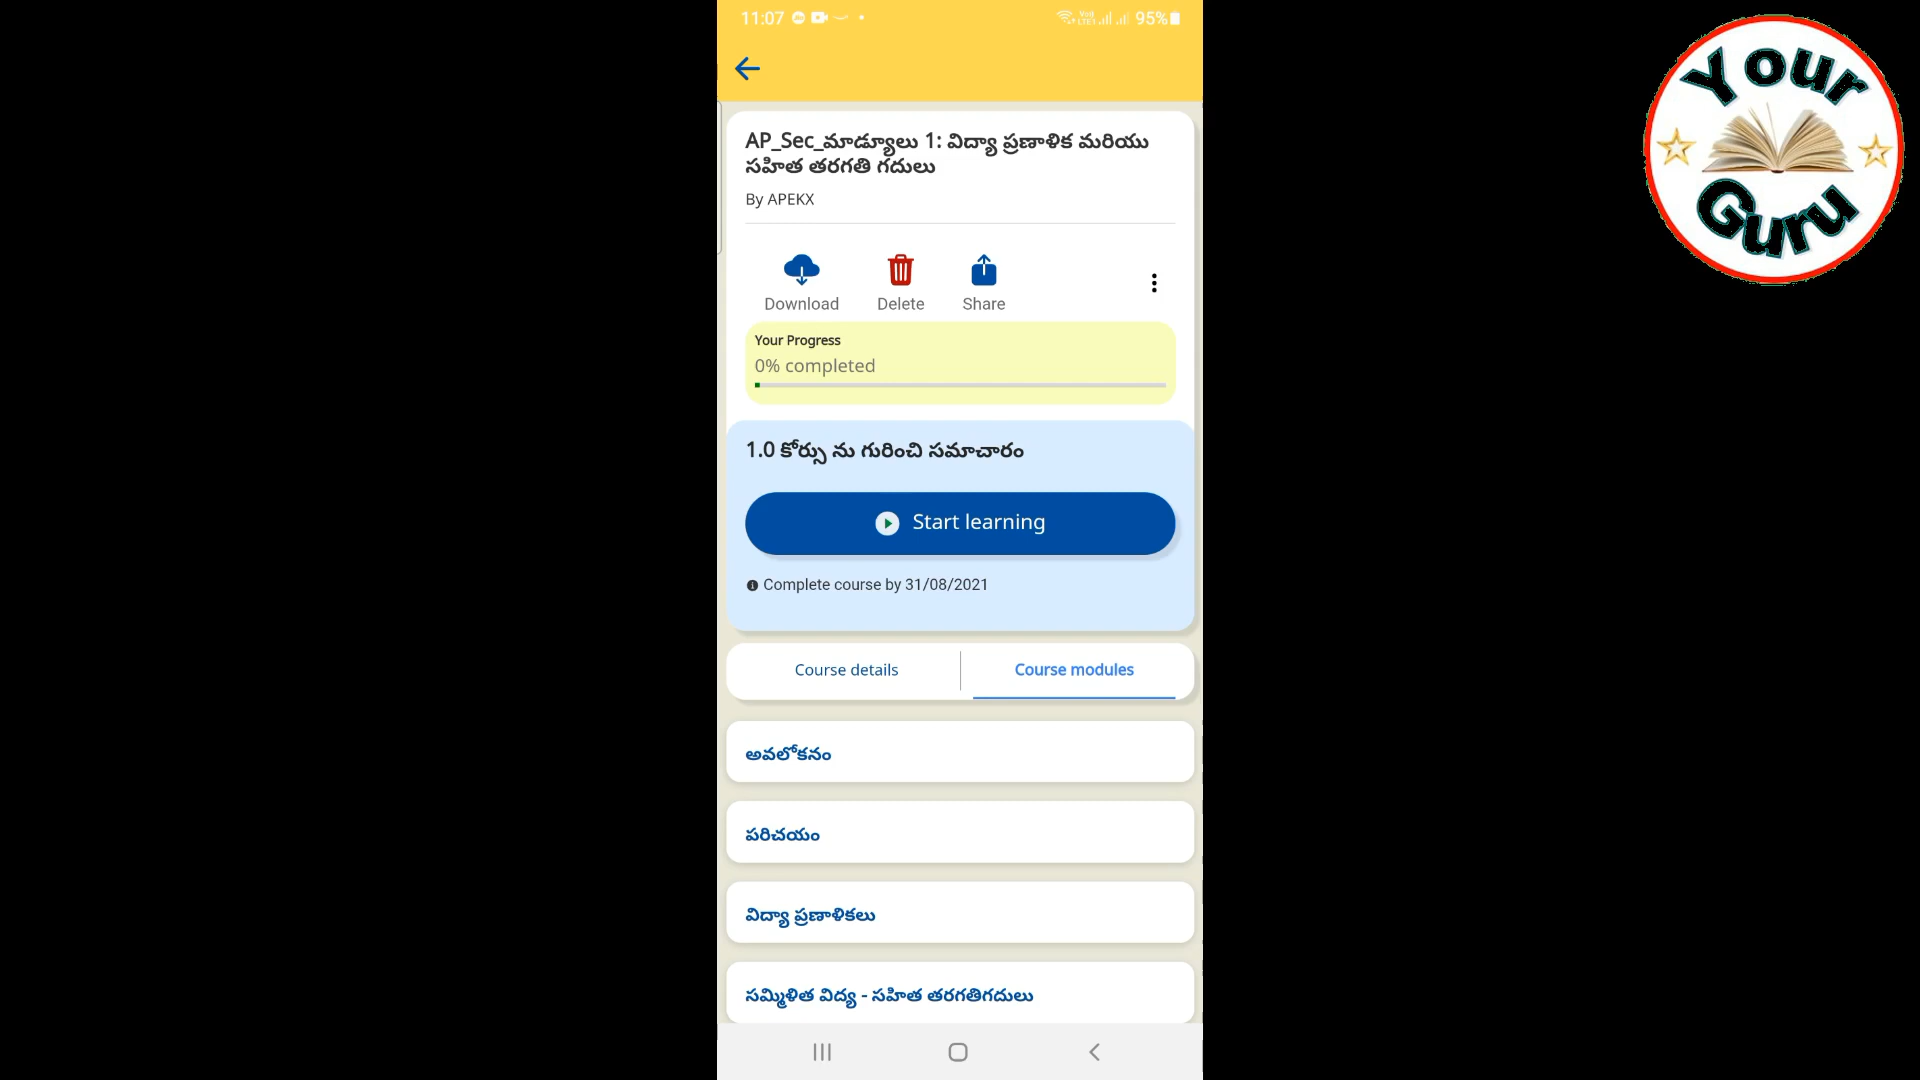 11:07
95%
AP_Sec_మాడ్యూలు 1: విద్యా ప్రణాళిక మరియు
సహిత తరగతి గదులు
By APEKX
Download
Delete
Share
Your Progress
0% completed
1.0 కోర్సు ను గురించి సమాచారం
Start learning
Complete course by 31/08/2021
Course details
Course modules
అవలోకనం
పరిచయం
విద్యా ప్రణాళికలు
సమ్మిళిత విద్య - సహిత తరగతిగదులు
Your
Guru